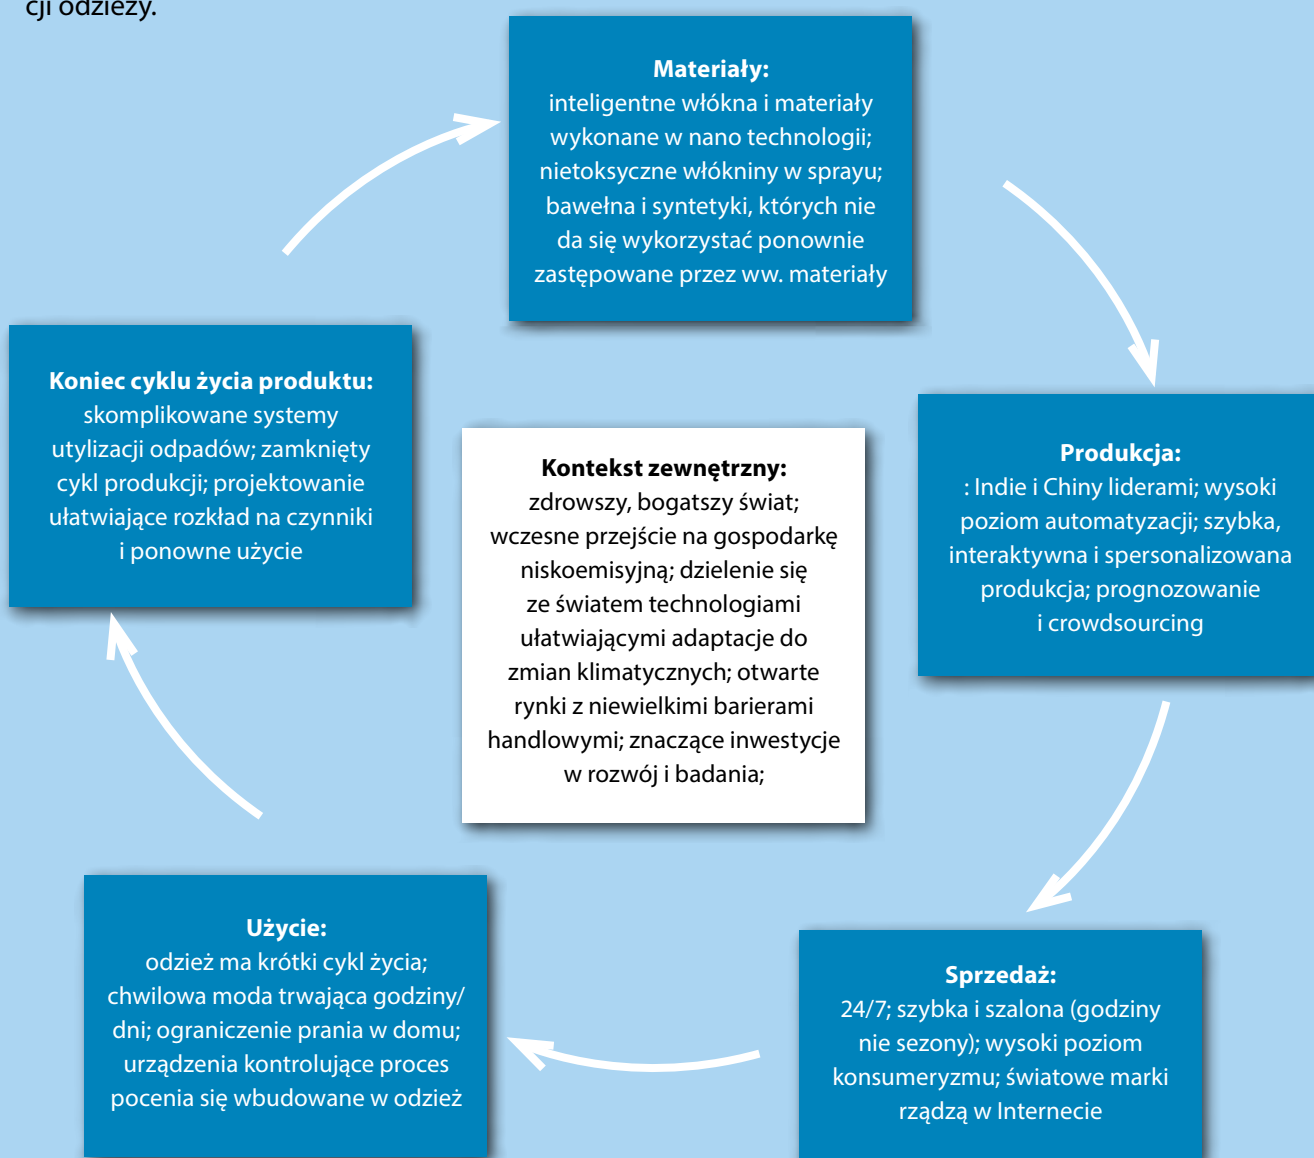 cji odzieży.
Materiały:
inteligentne włókna i materiały
wykonane w nano technologii;
nietoksyczne włókniny w sprayu;
bawełna i syntetyki, których nie
da się wykorzystać ponownie
zastępowane przez ww. materiały
Produkcja:
: Indie i Chiny liderami; wysoki
poziom automatyzacji; szybka,
interaktywna i spersonalizowana
produkcja; prognozowanie
i crowdsourcing
Sprzedaż:
24/7; szybka i szalona (godziny
nie sezony); wysoki poziom
konsumeryzmu; światowe marki
rządzą w Internecie
Użycie:
odzież ma krótki cykl życia;
chwilowa moda trwająca godziny/
dni; ograniczenie prania w domu;
urządzenia kontrolujące proces
pocenia się wbudowane w odzież
Koniec cyklu życia produktu:
skomplikowane systemy
utylizacji odpadów; zamknięty
cykl produkcji; projektowanie
ułatwiające rozkład na czynniki
i ponowne użycie
Kontekst zewnętrzny:
zdrowszy, bogatszy świat;
wczesne przejście na gospodarkę
niskoemisyjną; dzielenie się
ze światem technologiami
ułatwiającymi adaptacje do
zmian klimatycznych; otwarte
rynki z niewielkimi barierami
handlowymi; znaczące inwestycje
w rozwój i badania;